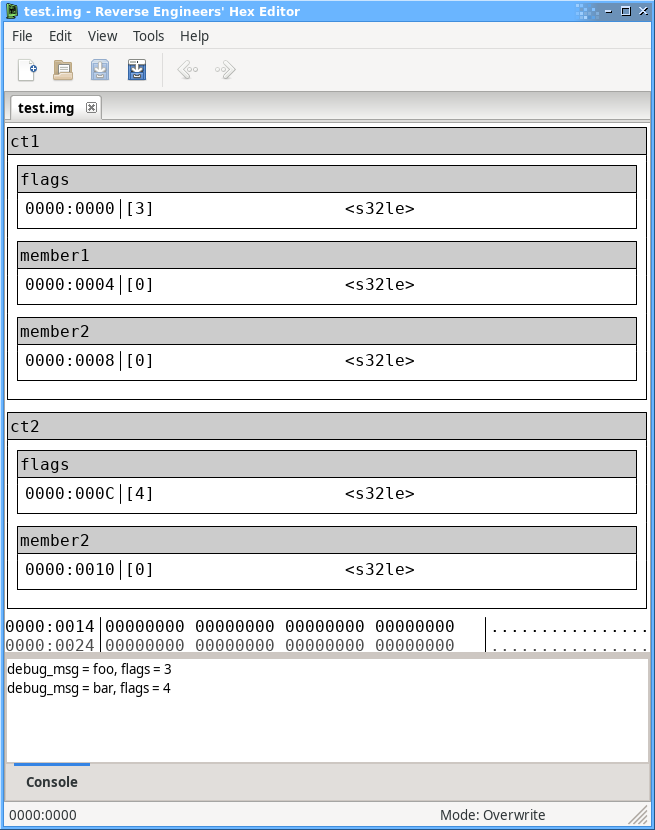 test.img - Reverse Engineers' Hex Editor
File Edit View Tools Help
test.img
ct1
flags
0000:0000 [3] <s32le>
member1
0000:0004 [0] <s32le>
member2
0000:0008 [0] <s32le>
ct2
flags
0000:000C [4] <s32le>
member2
0000:0010 [0] <s32le>
0000:0014 00000000 00000000 00000000 00000000 ................
0000:0024 00000000 00000000 00000000 00000000 ................
debug_msg = foo, flags = 3
debug_msg = bar, flags = 4
Console
0000:0000 Mode: Overwrite